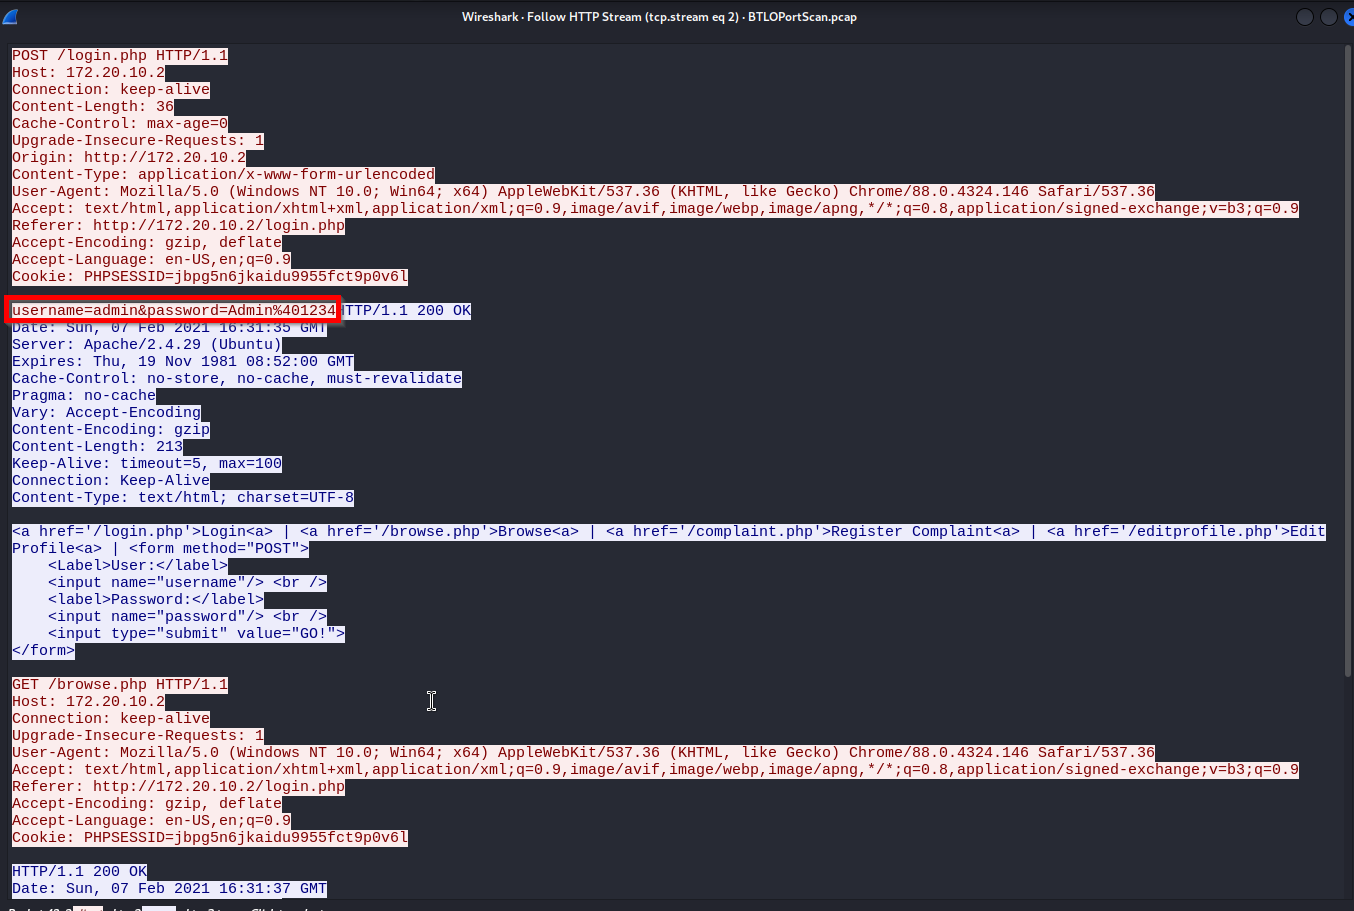 Wireshark · Follow HTTP Stream (tcp.stream eq 2) · BTLOPortScan.pcap
POST /login.php HTTP/1.1
Host: 172.20.10.2
Connection: keep-alive
Content-Length: 36
Cache-Control: max-age=0
Upgrade-Insecure-Requests: 1
Origin: http://172.20.10.2
Content-Type: application/x-www-form-urlencoded
User-Agent: Mozilla/5.0 (Windows NT 10.0; Win64; x64) AppleWebKit/537.36 (KHTML, like Gecko) Chrome/88.0.4324.146 Safari/537.36
Accept: text/html,application/xhtml+xml,application/xml;q=0.9,image/avif,image/webp,image/apng,*/*;q=0.8,application/signed-exchange;v=b3;q=0.9
Referer: http://172.20.10.2/login.php
Accept-Encoding: gzip, deflate
Accept-Language: en-US,en;q=0.9
Cookie: PHPSESSID=jbpg5n6jkaidu9955fct9p0v6l
username=admin&password=Admin%401234HTTP/1.1 200 OK
Date: Sun, 07 Feb 2021 16:31:35 GMT
Server: Apache/2.4.29 (Ubuntu)
Expires: Thu, 19 Nov 1981 08:52:00 GMT
Cache-Control: no-store, no-cache, must-revalidate
Pragma: no-cache
Vary: Accept-Encoding
Content-Encoding: gzip
Content-Length: 213
Keep-Alive: timeout=5, max=100
Connection: Keep-Alive
Content-Type: text/html; charset=UTF-8
<a href='/login.php'>Login<a> | <a href='/browse.php'>Browse<a> | <a href='/complaint.php'>Register Complaint<a> | <a href='/editprofile.php'>Edit
Profile<a> | <form method="POST">
<Label>User:</label>
<input name="username"/> <br />
<label>Password:</label>
<input name="password"/> <br />
<input type="submit" value="GO!">
</form>
GET /browse.php HTTP/1.1
Host: 172.20.10.2
Connection: keep-alive
Upgrade-Insecure-Requests: 1
User-Agent: Mozilla/5.0 (Windows NT 10.0; Win64; x64) AppleWebKit/537.36 (KHTML, like Gecko) Chrome/88.0.4324.146 Safari/537.36
Accept: text/html,application/xhtml+xml,application/xml;q=0.9,image/avif,image/webp,image/apng,*/*;q=0.8,application/signed-exchange;v=b3;q=0.9
Referer: http://172.20.10.2/login.php
Accept-Encoding: gzip, deflate
Accept-Language: en-US,en;q=0.9
Cookie: PHPSESSID=jbpg5n6jkaidu9955fct9p0v6l
HTTP/1.1 200 OK
Date: Sun, 07 Feb 2021 16:31:37 GMT